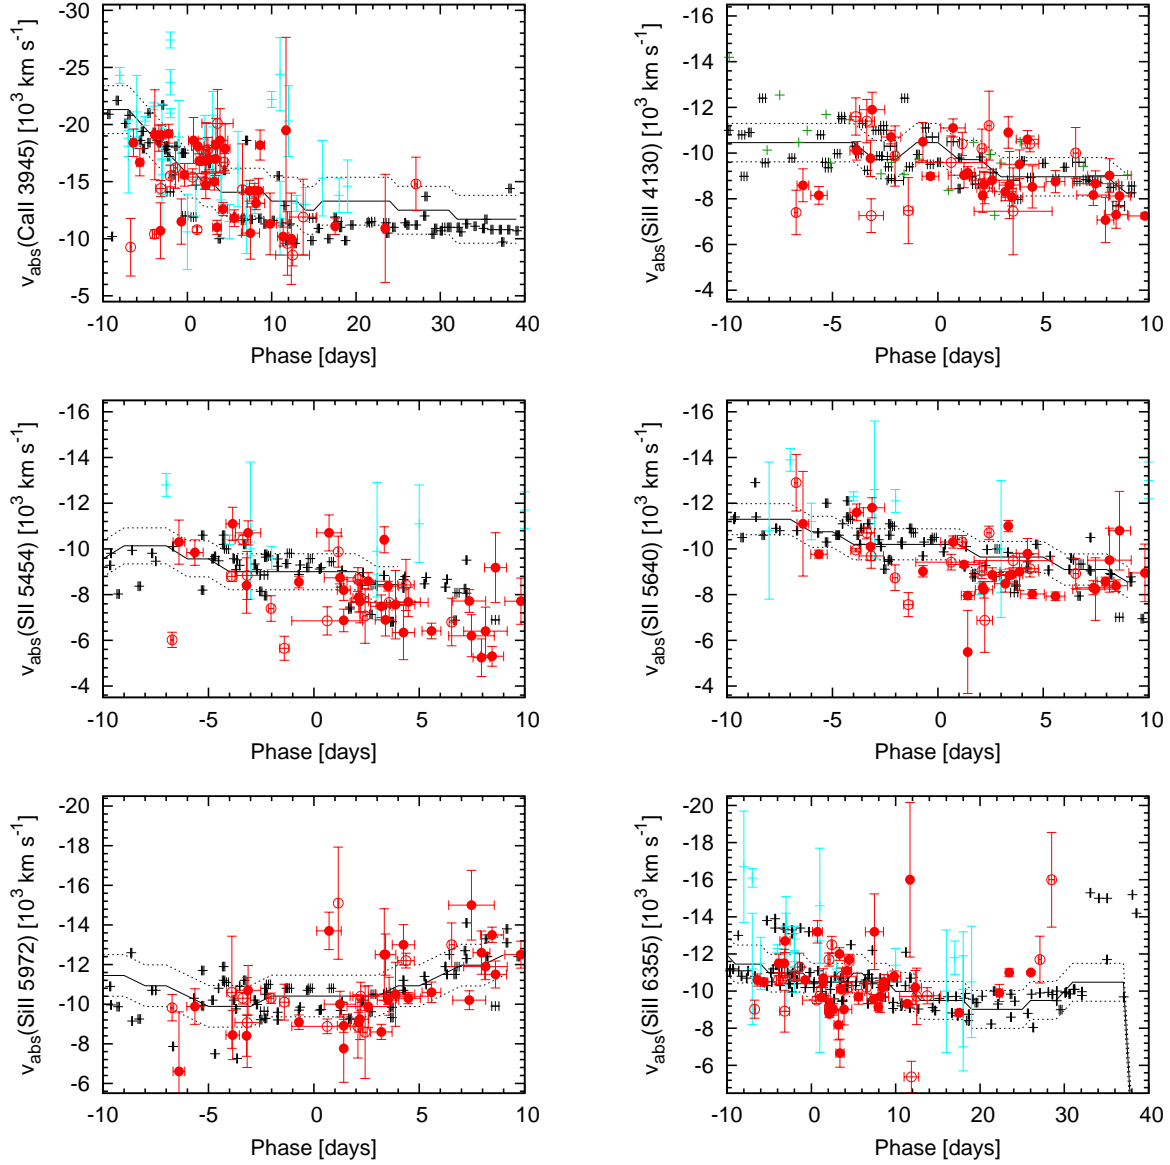 -30
-25
-20
-15
-10
-5
v_abs(CaII 3945) [10^3 km s^-1]
-10 0 10 20 30 40
Phase [days]
-16
-14
-12
-10
-8
-6
-4
v_abs(SiII 4130) [10^3 km s^-1]
-10 -5 0 5 10
Phase [days]
-16
-14
-12
-10
-8
-6
-4
v_abs(SII 5454) [10^3 km s^-1]
-10 -5 0 5 10
Phase [days]
-16
-14
-12
-10
-8
-6
-4
v_abs(SII 5640) [10^3 km s^-1]
-10 -5 0 5 10
Phase [days]
-20
-18
-16
-14
-12
-10
-8
-6
v_abs(SiII 5972) [10^3 km s^-1]
-10 -5 0 5 10
Phase [days]
-20
-18
-16
-14
-12
-10
-8
-6
v_abs(SiII 6355) [10^3 km s^-1]
-10 0 10 20 30 40
Phase [days]